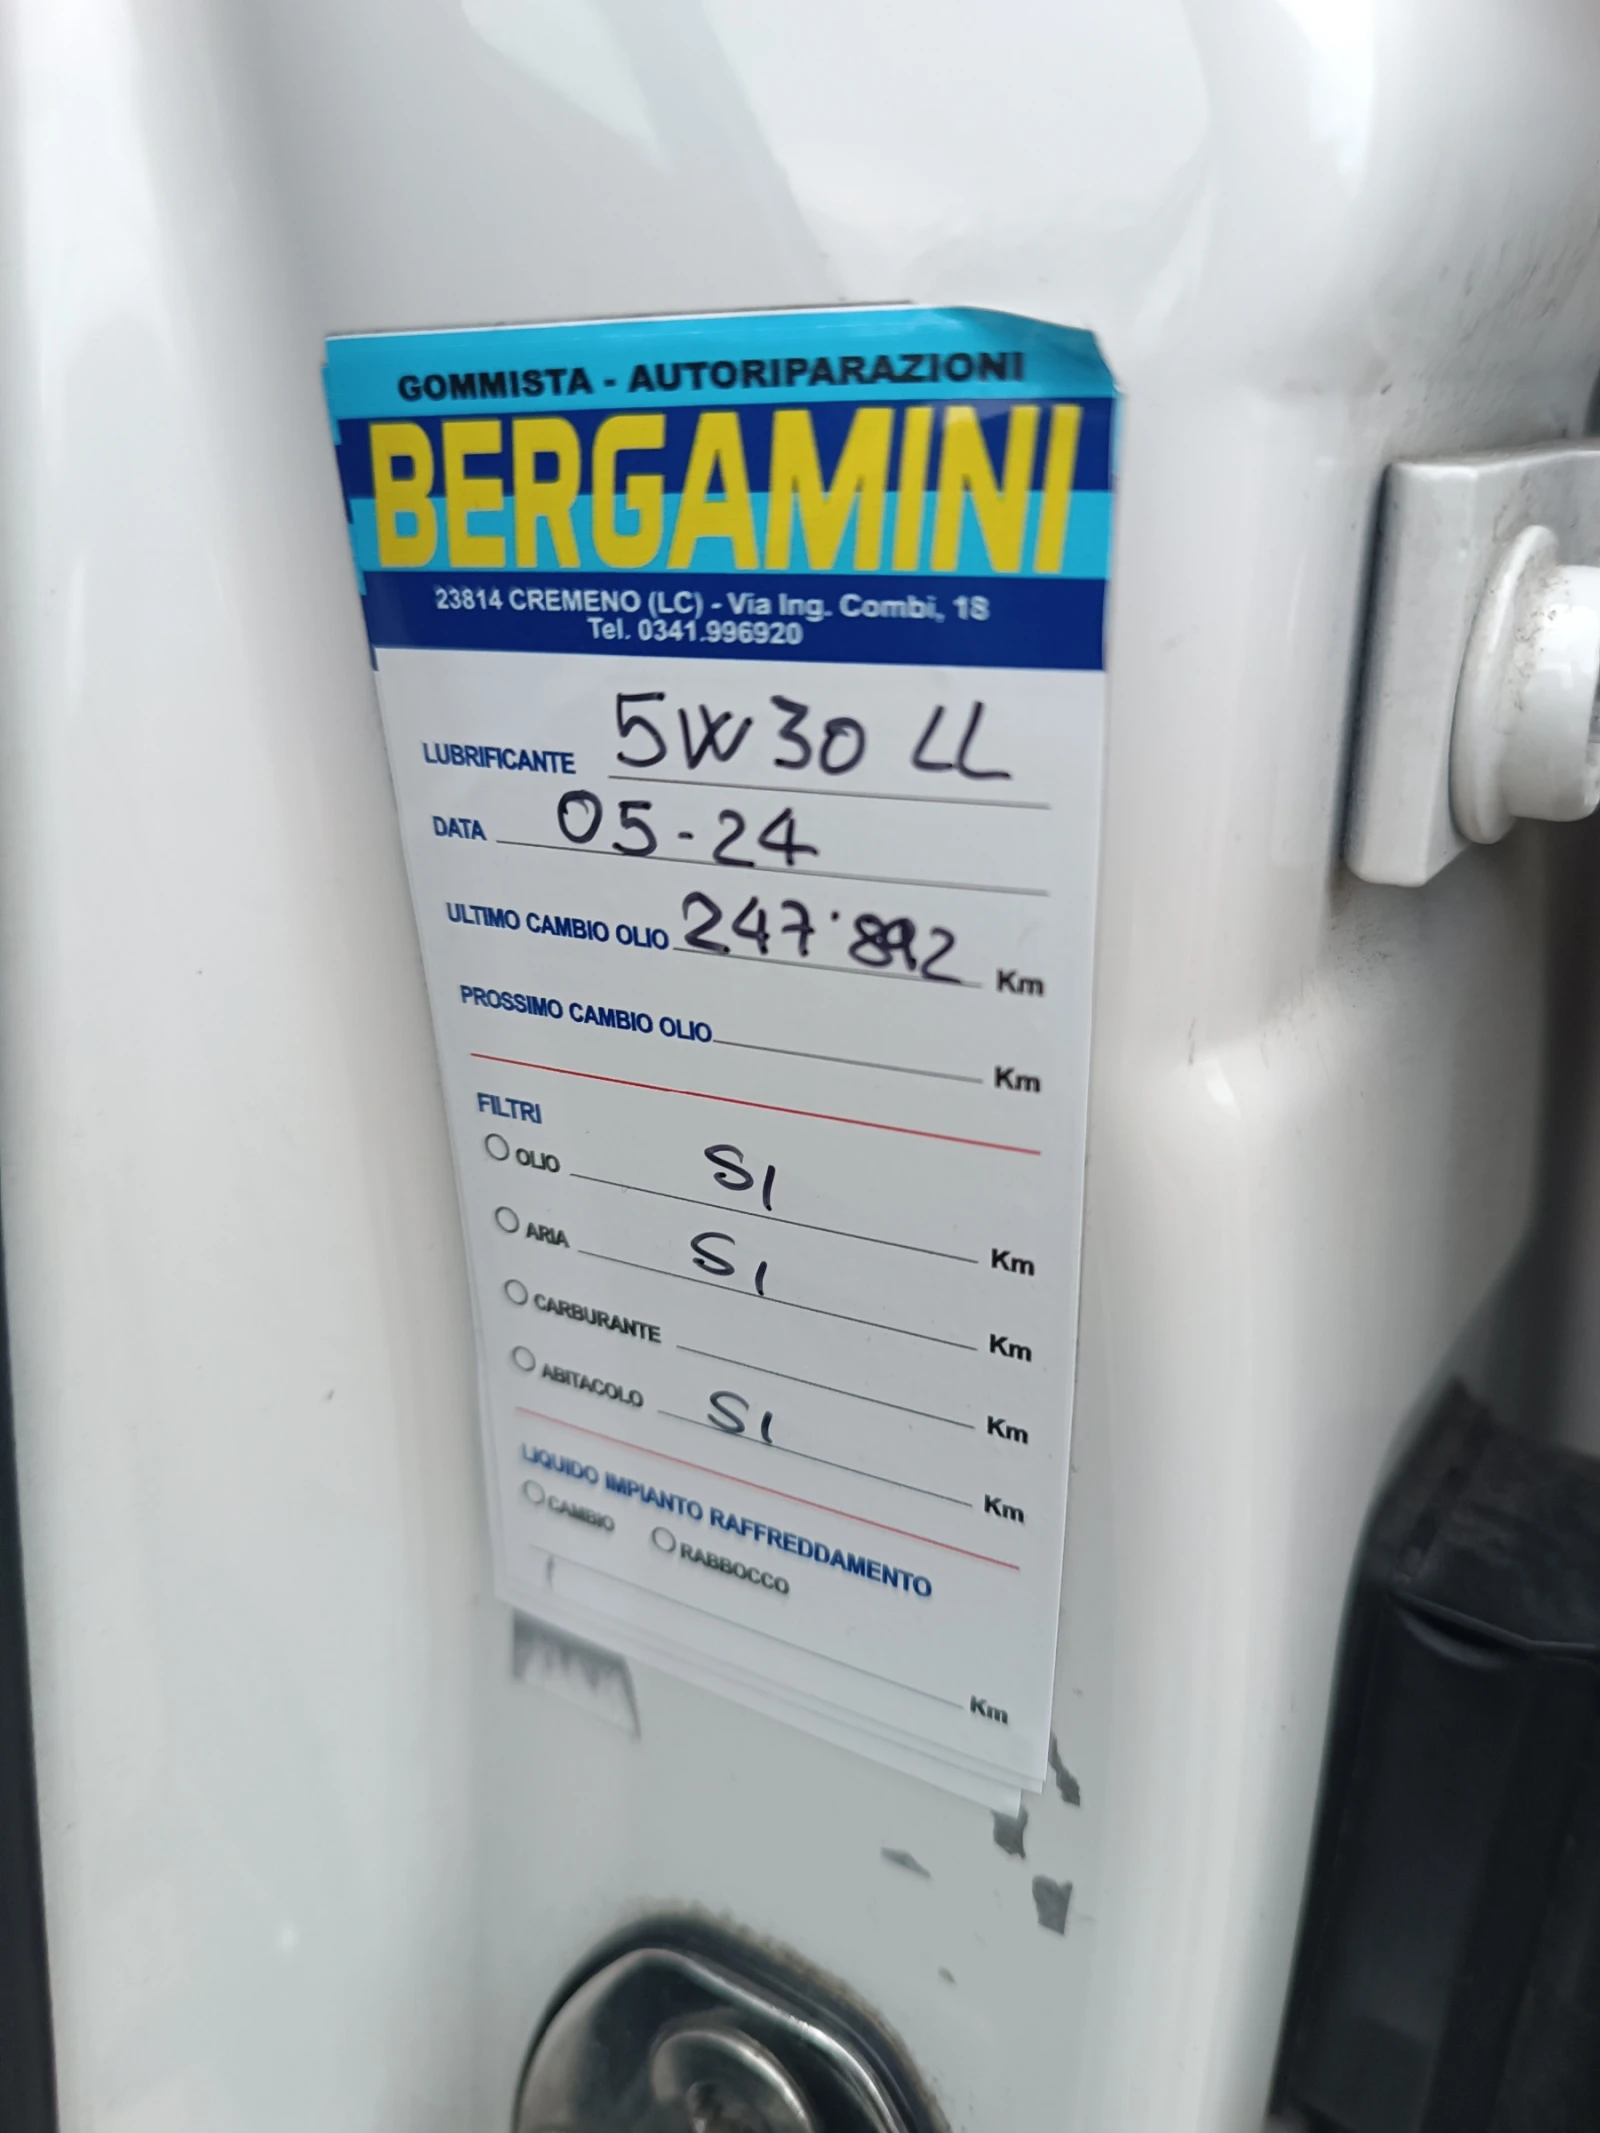 GOMMISTA - AUTORIPARAZIONI
BERGAMINI
23814 CREMENO (LC) - Via Ing. Combi, 18
Tel. 0341.996920
LUBRIFICANTE 5W30 LL
DATA 05-24
ULTIMO CAMBIO OLIO 247'892 Km
PROSSIMO CAMBIO OLIO Km
FILTRI
OLIO SI Km
ARIA SI Km
CARBURANTE Km
ABITACOLO SI Km
LIQUIDO IMPIANTO RAFFREDDAMENTO
CAMBIO RABBOCCO
Km